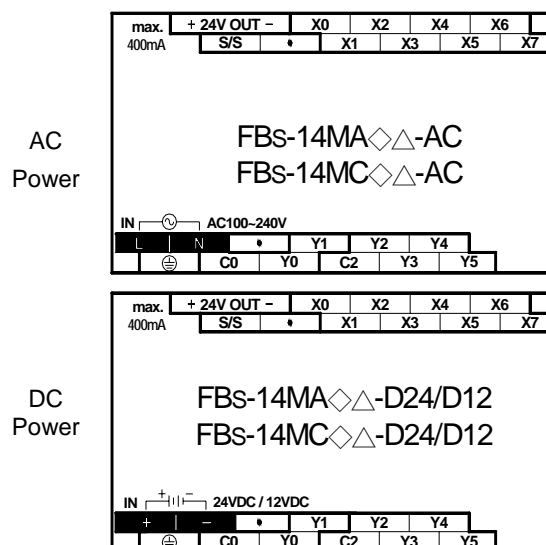 max. + 24V OUT − X0 X2 X4 X6
400mA S/S • X1 X3 X5 X7
AC
Power
FBs-14MA◇△-AC
FBs-14MC◇△-AC
IN AC100~240V
L N • Y1 Y2 Y4
C0 Y0 C2 Y3 Y5
max. + 24V OUT − X0 X2 X4 X6
400mA S/S • X1 X3 X5 X7
DC
Power
FBs-14MA◇△-D24/D12
FBs-14MC◇△-D24/D12
IN + − 24VDC / 12VDC
+ − • Y1 Y2 Y4
C0 Y0 C2 Y3 Y5